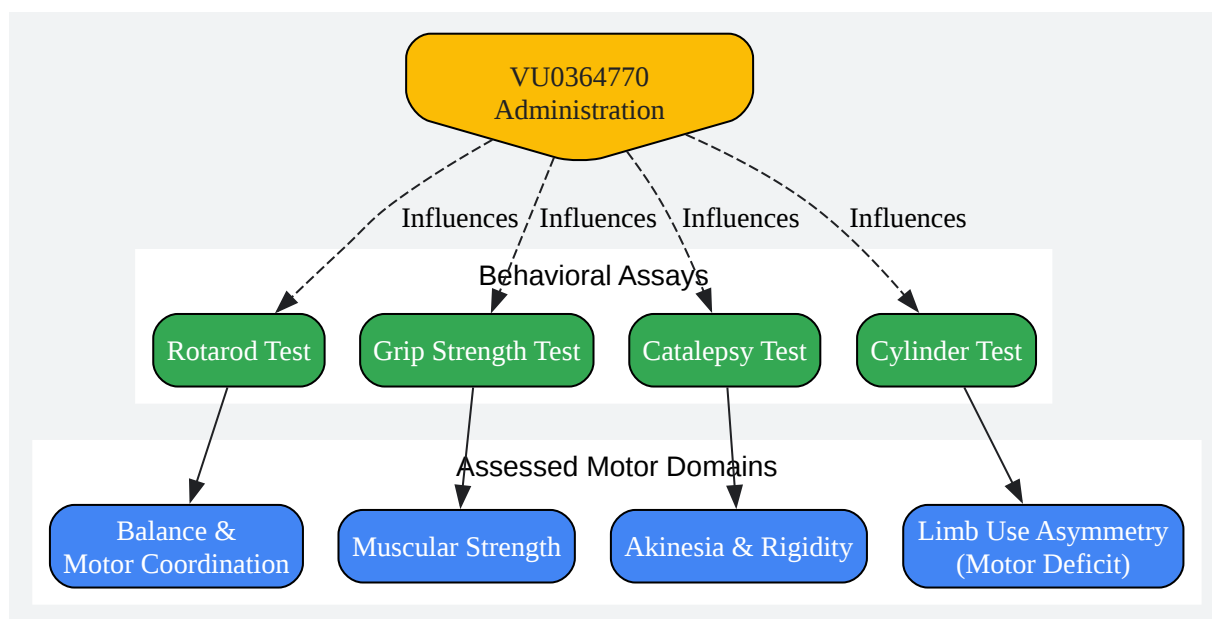 VU0364770
Administration
Influences
Influences
Influences
Influences
Behavioral Assays
Rotarod Test
Grip Strength Test
Catalepsy Test
Cylinder Test
Assessed Motor Domains
Balance &
Motor Coordination
Muscular Strength
Akinesia & Rigidity
Limb Use Asymmetry
(Motor Deficit)